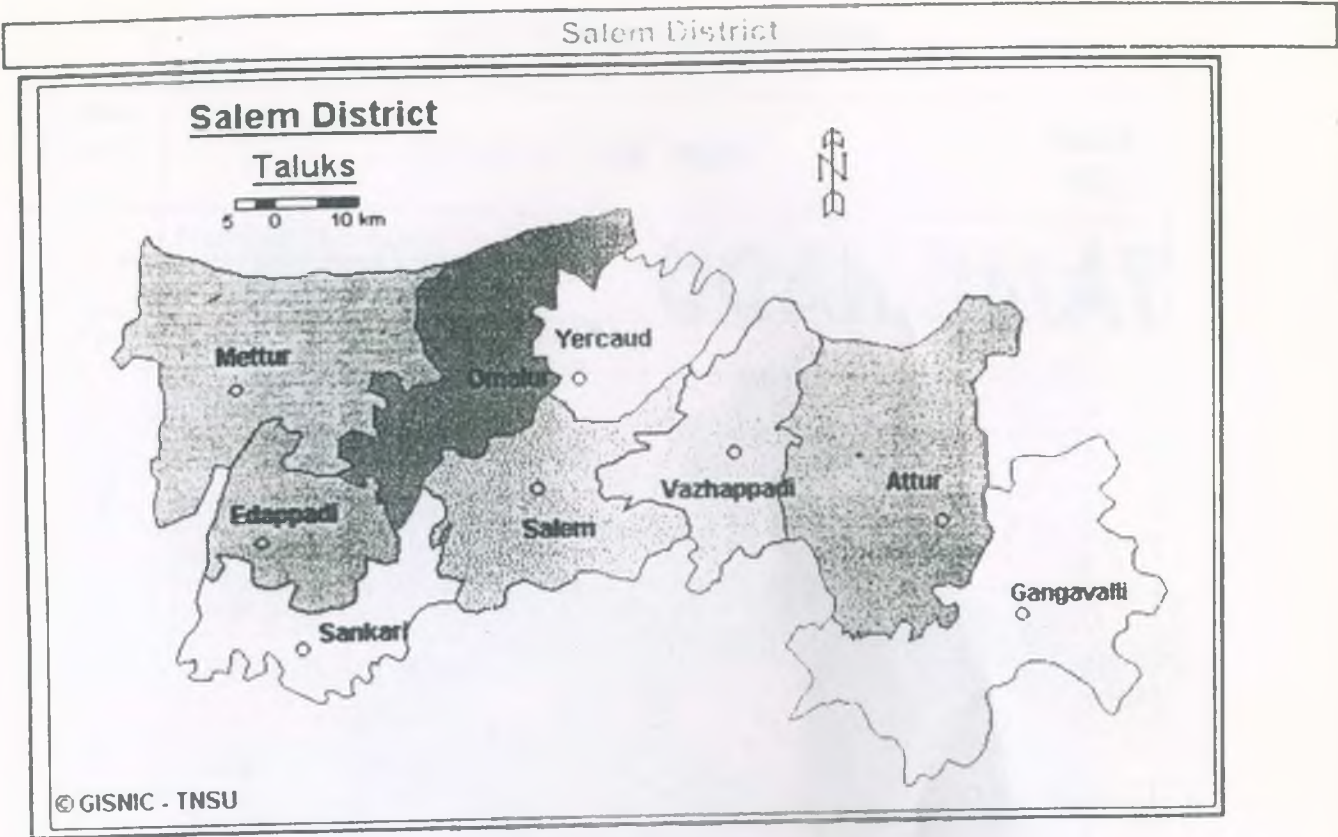 Salem District
Salem District
Taluks
5 0 10 km
N
Yercaud
Mettur
Omalur
Vazhappadi
Attur
Edappadi
Salem
Gangavalli
Sankari
© GISNIC - TNSU